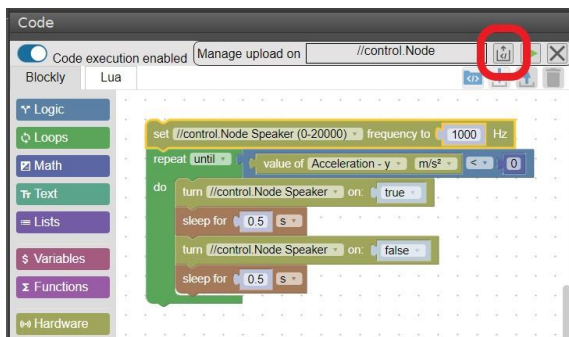 Code
Code execution enabled Manage upload on //control.Node
Blockly Lua
Logic
Loops
Math
Tr Text
Lists
$ Variables
Σ Functions
Hardware
set //control.Node Speaker (0-20000) frequency to 1000 Hz
repeat until value of Acceleration - y m/s² < 0
do turn //control.Node Speaker on: true
sleep for 0.5 s
turn //control.Node Speaker on: false
sleep for 0.5 s